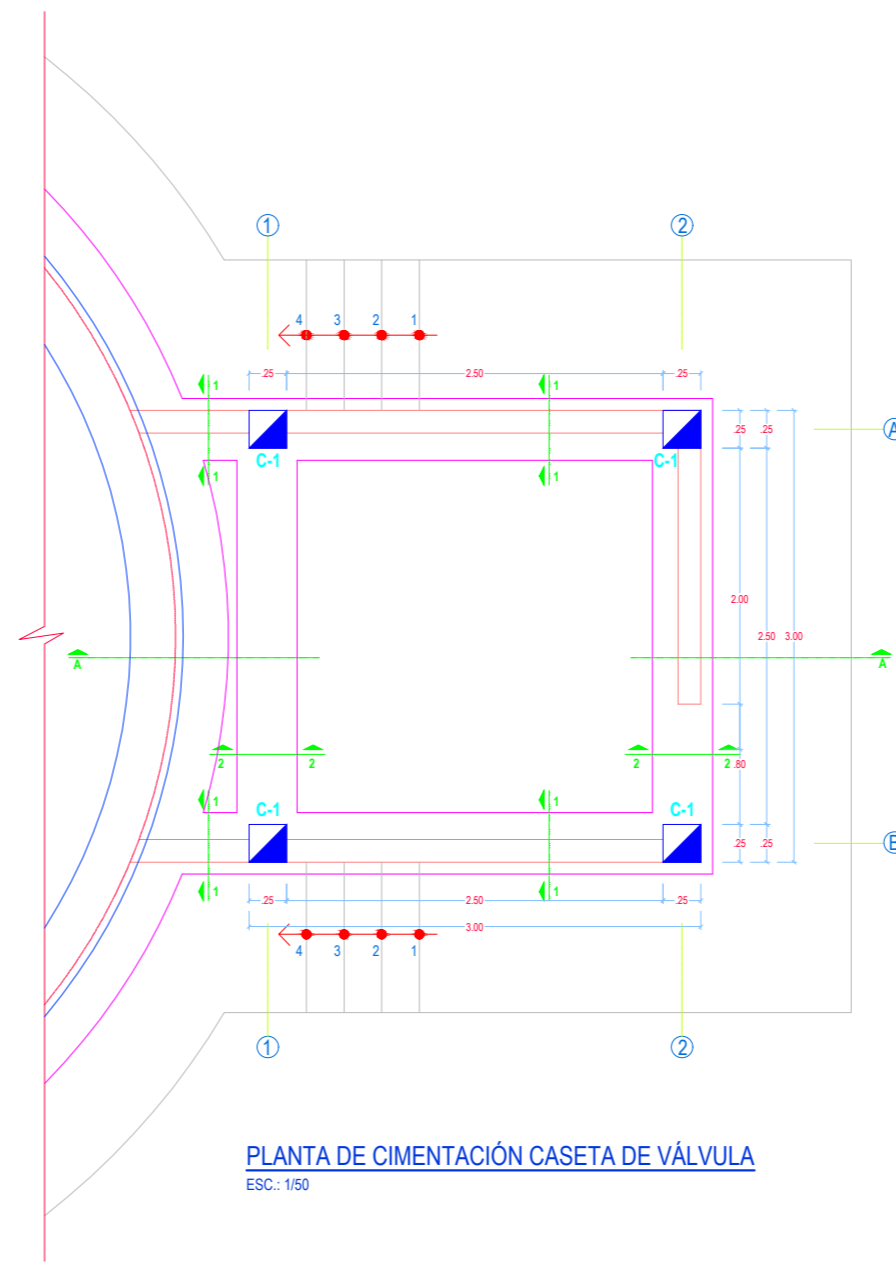 1 2
4 3 2 1
.25 2.50 .25
1 1
A
.25 .25
C-1 C-1
1 1
2.00
2.50 3.00
A A
2 2 2 2 .80
1 C-1 1 C-1
.25 .25
B
1 1
.25 2.50 .25
3.00
4 3 2 1
1 2
PLANTA DE CIMENTACIÓN CASETA DE VÁLVULA
ESC.: 1/50